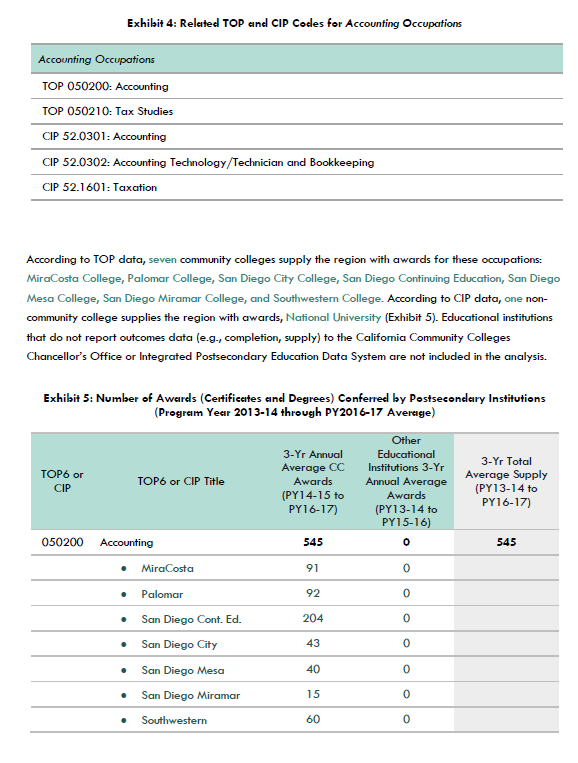 Exhibit 4: Related TOP and CIP Codes for Accounting Occupations
Accounting Occupations
TOP 050200: Accounting
TOP 050210: Tax Studies
CIP 52.0301: Accounting
CIP 52.0302: Accounting Technology/Technician and Bookkeeping
CIP 52.1601: Taxation
According to TOP data, seven community colleges supply the region with awards for these occupations:
MiraCosta College, Palomar College, San Diego City College, San Diego Continuing Education, San Diego
Mesa College, San Diego Miramar College, and Southwestern College. According to CIP data, one non-
community college supplies the region with awards, National University (Exhibit 5). Educational institutions
that do not report outcomes data (e.g., completion, supply) to the California Community Colleges
Chancellor's Office or Integrated Postsecondary Education Data System are not included in the analysis.
Exhibit 5: Number of Awards (Certificates and Degrees) Conferred by Postsecondary Institutions
(Program Year 2013-14 through PY2016-17 Average)
TOP6 or
CIP
TOP6 or CIP Title
3-Yr Annual
Average CC
Awards
(PY14-15 to
PY16-17)
Other
Educational
Institutions 3-Yr
Annual Average
Awards
(PY13-14 to
PY15-16)
3-Yr Total
Average Supply
(PY13-14 to
PY16-17)
050200 Accounting 545 0 545
• MiraCosta 91 0
• Palomar 92 0
• San Diego Cont. Ed. 204 0
• San Diego City 43 0
• San Diego Mesa 40 0
• San Diego Miramar 15 0
• Southwestern 60 0